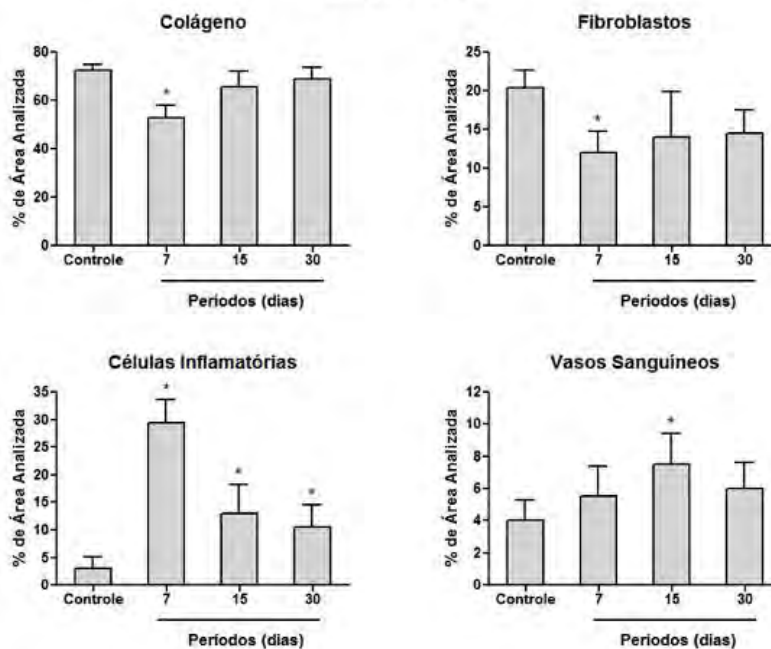 Colágeno
% de Área Analizada
80
60
40
20
0
*
Controle
7
15
30
Períodos (dias)
Fibroblastos
% de Área Analizada
25
20
15
10
5
0
*
Controle
7
15
30
Períodos (dias)
Células Inflamatórias
% de Área Analizada
35
30
25
20
15
10
5
0
*
*
*
Controle
7
15
30
Períodos (dias)
Vasos Sanguíneos
% de Área Analizada
12
10
8
6
4
2
0
*
Controle
7
15
30
Períodos (dias)